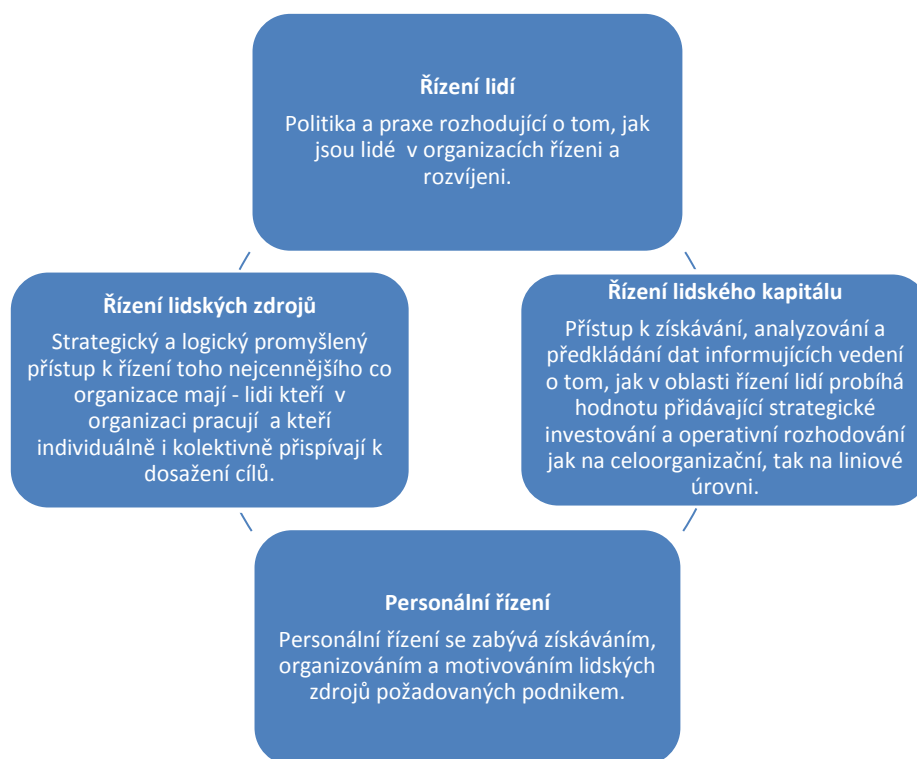 Řízení lidí
Politika a praxe rozhodující o tom, jak
jsou lidé v organizacích řízeni a
rozvíjeni.
Řízení lidských zdrojů
Strategický a logický promyšlený
přístup k řízení toho nejcennějšího co
organizace mají - lidi kteří v
organizaci pracují a kteří
individuálně i kolektivně přispívají k
dosažení cílů.
Řízení lidského kapitálu
Přístup k získávání, analyzování a
předkládání dat informujících vedení
o tom, jak v oblasti řízení lidí probíhá
hodnotu přidávající strategické
investování a operativní rozhodování
jak na celoorganizační, tak na liniové
úrovni.
Personální řízení
Personální řízení se zabývá získáváním,
organizováním a motivováním lidských
zdrojů požadovaných podnikem.